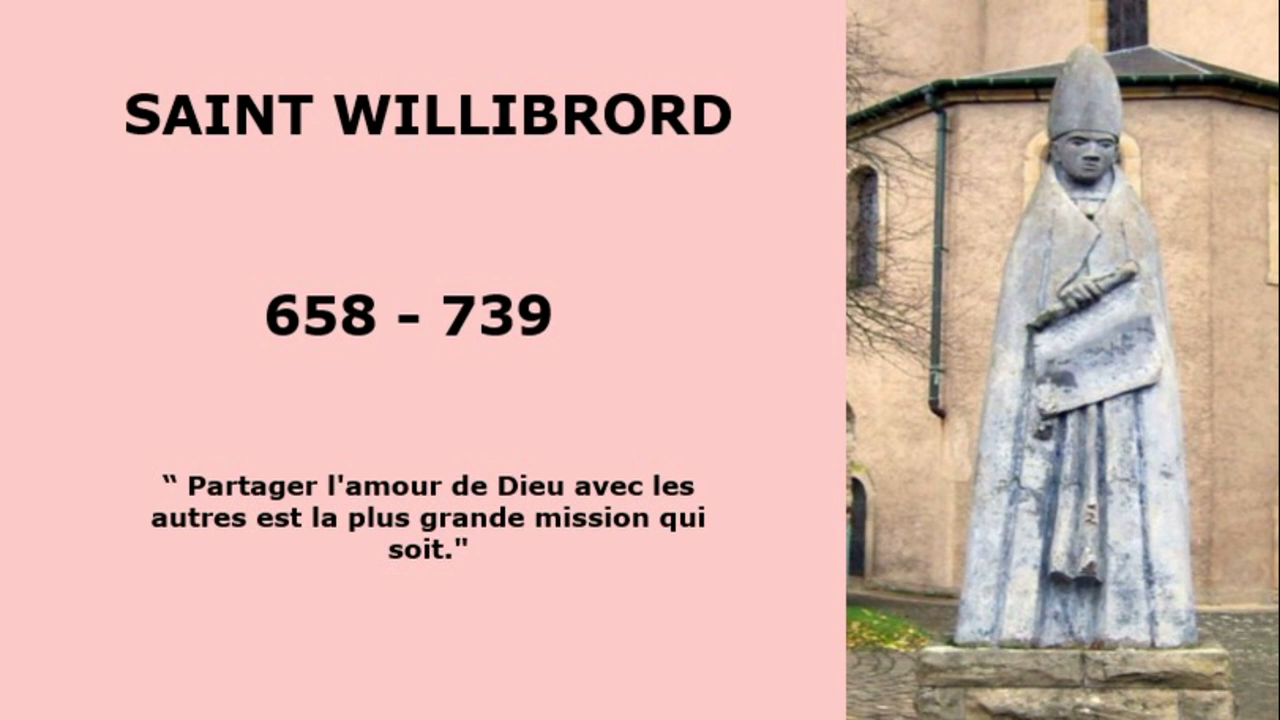 SAINT WILLIBRORD
658 - 739
“ Partager l'amour de Dieu avec les
autres est la plus grande mission qui
soit."